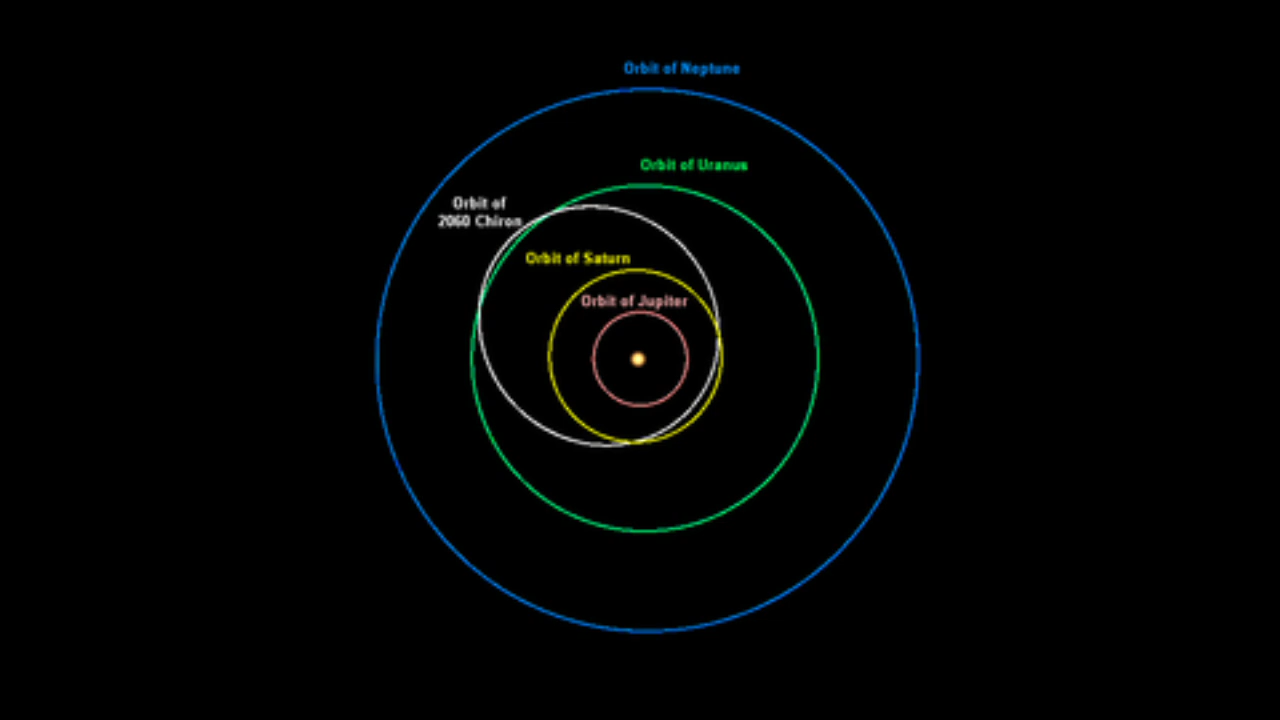 Orbit of Neptune
Orbit of Uranus
Orbit of
2060 Chiron
Orbit of Saturn
Orbit of Jupiter